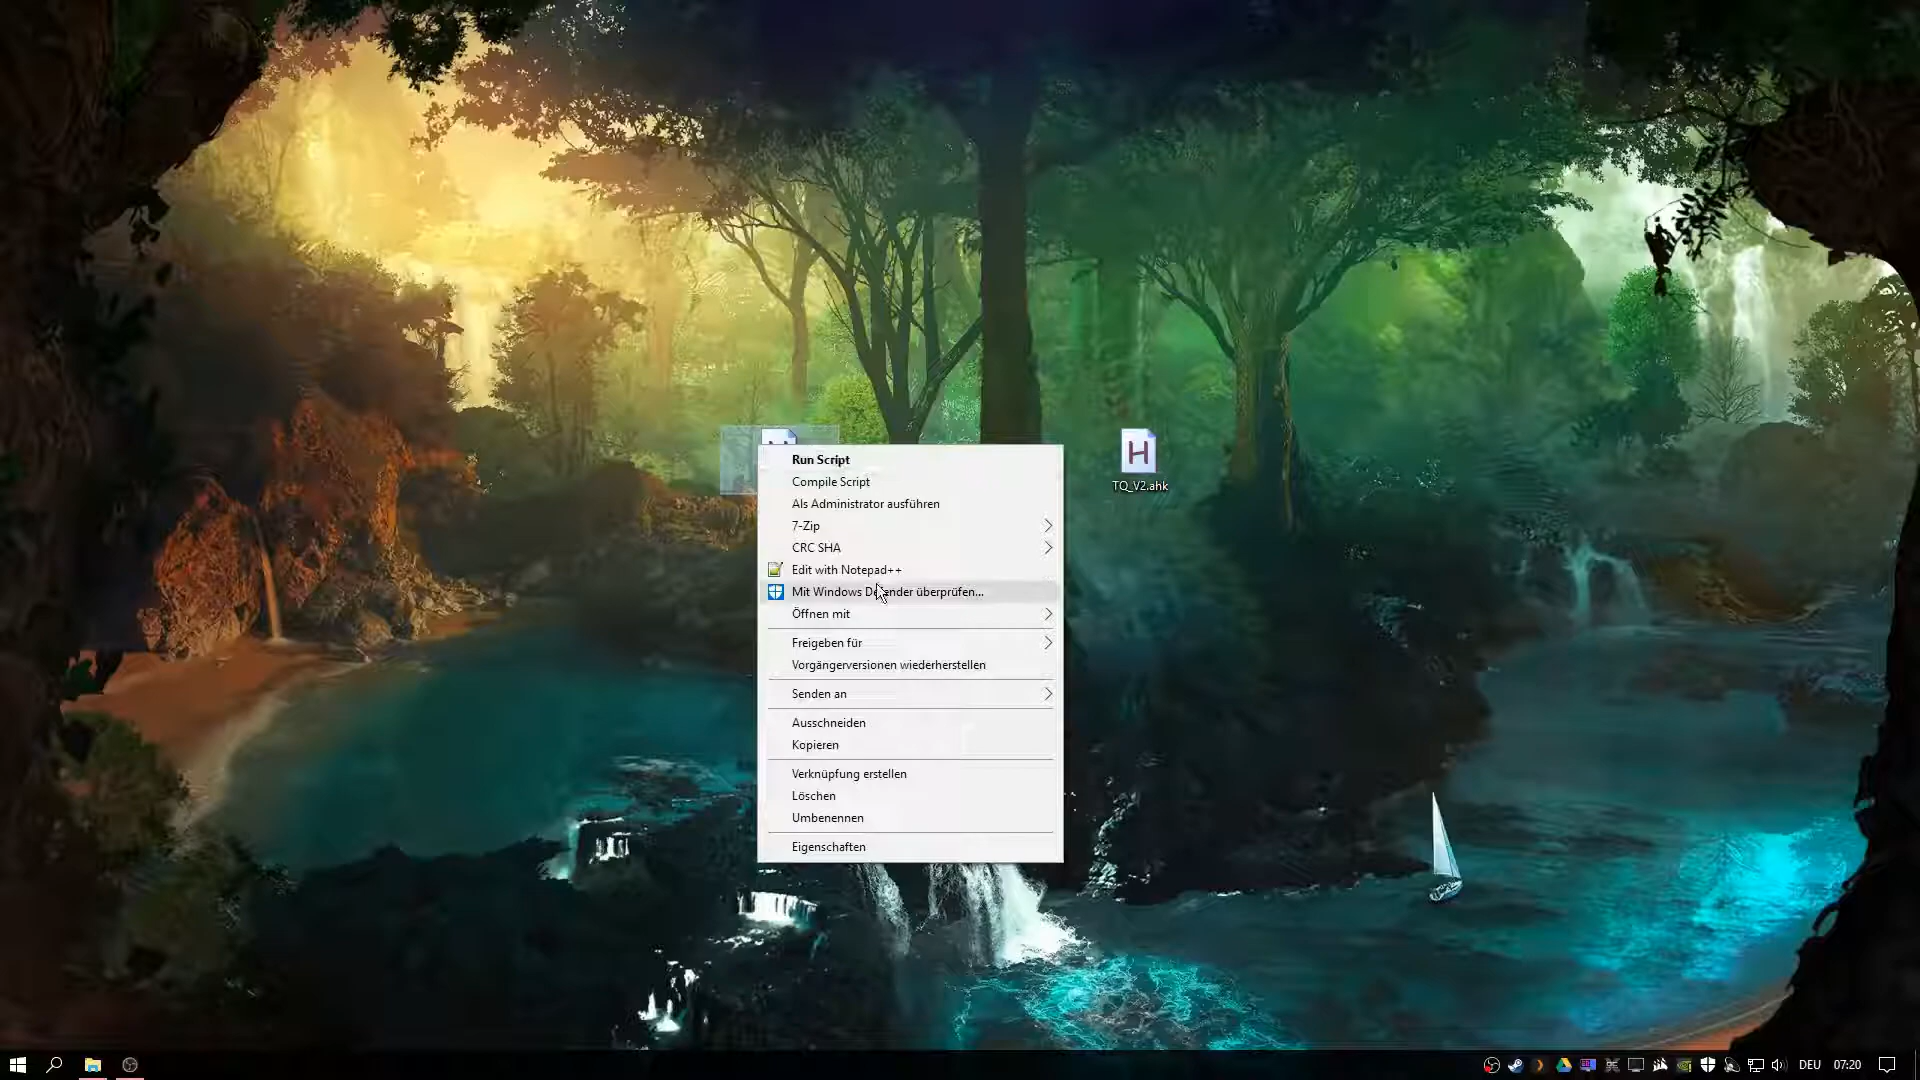 Run Script
Compile Script
Als Administrator ausführen
7-Zip
CRC SHA
Edit with Notepad++
Mit Windows Defender überprüfen...
Öffnen mit
Freigeben für
Vorgängerversionen wiederherstellen
Senden an
Ausschneiden
Kopieren
Verknüpfung erstellen
Löschen
Umbenennen
Eigenschaften
H
TQ_V2.ahk
DEU
07:20